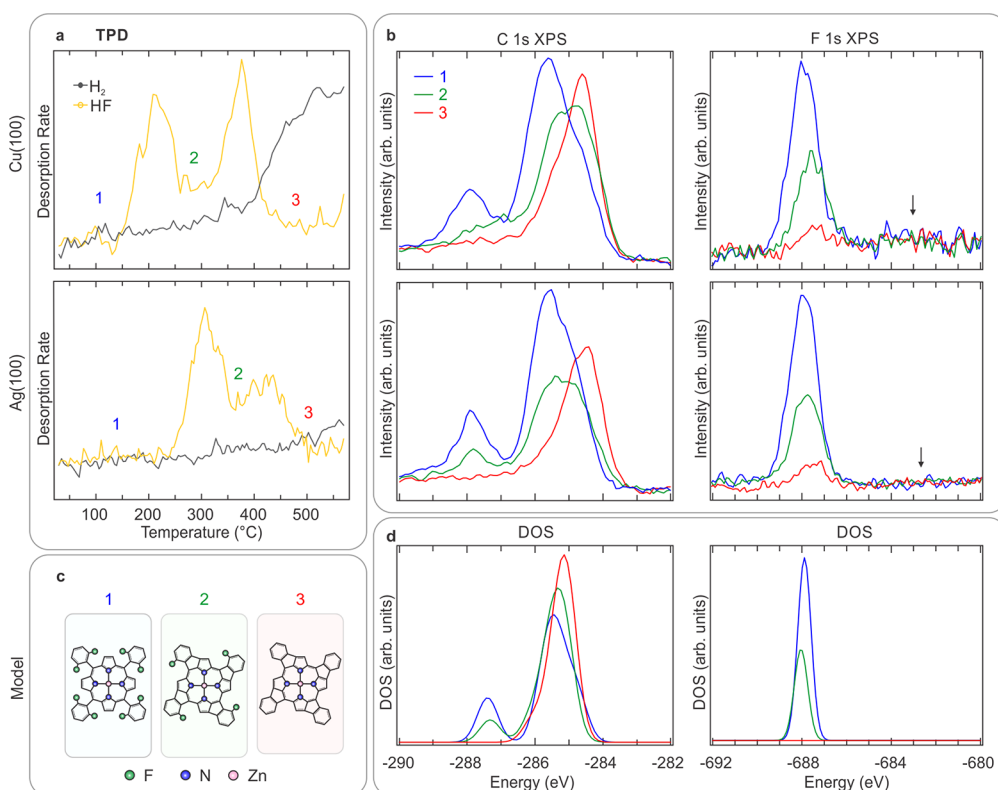 a TPD
Cu(100)
Desorption Rate
H2
HF
1
2
3
Ag(100)
Desorption Rate
1
2
3
100 200 300 400 500
Temperature (°C)
b
C 1s XPS
F 1s XPS
Intensity (arb. units)
1
2
3
Intensity (arb. units)
Intensity (arb. units)
Intensity (arb. units)
c
1 2 3
Model
F N Zn
d
DOS
DOS
DOS (arb. units)
DOS (arb. units)
-290 -288 -286 -284 -282
-692 -688 -684 -680
Energy (eV)
Energy (eV)